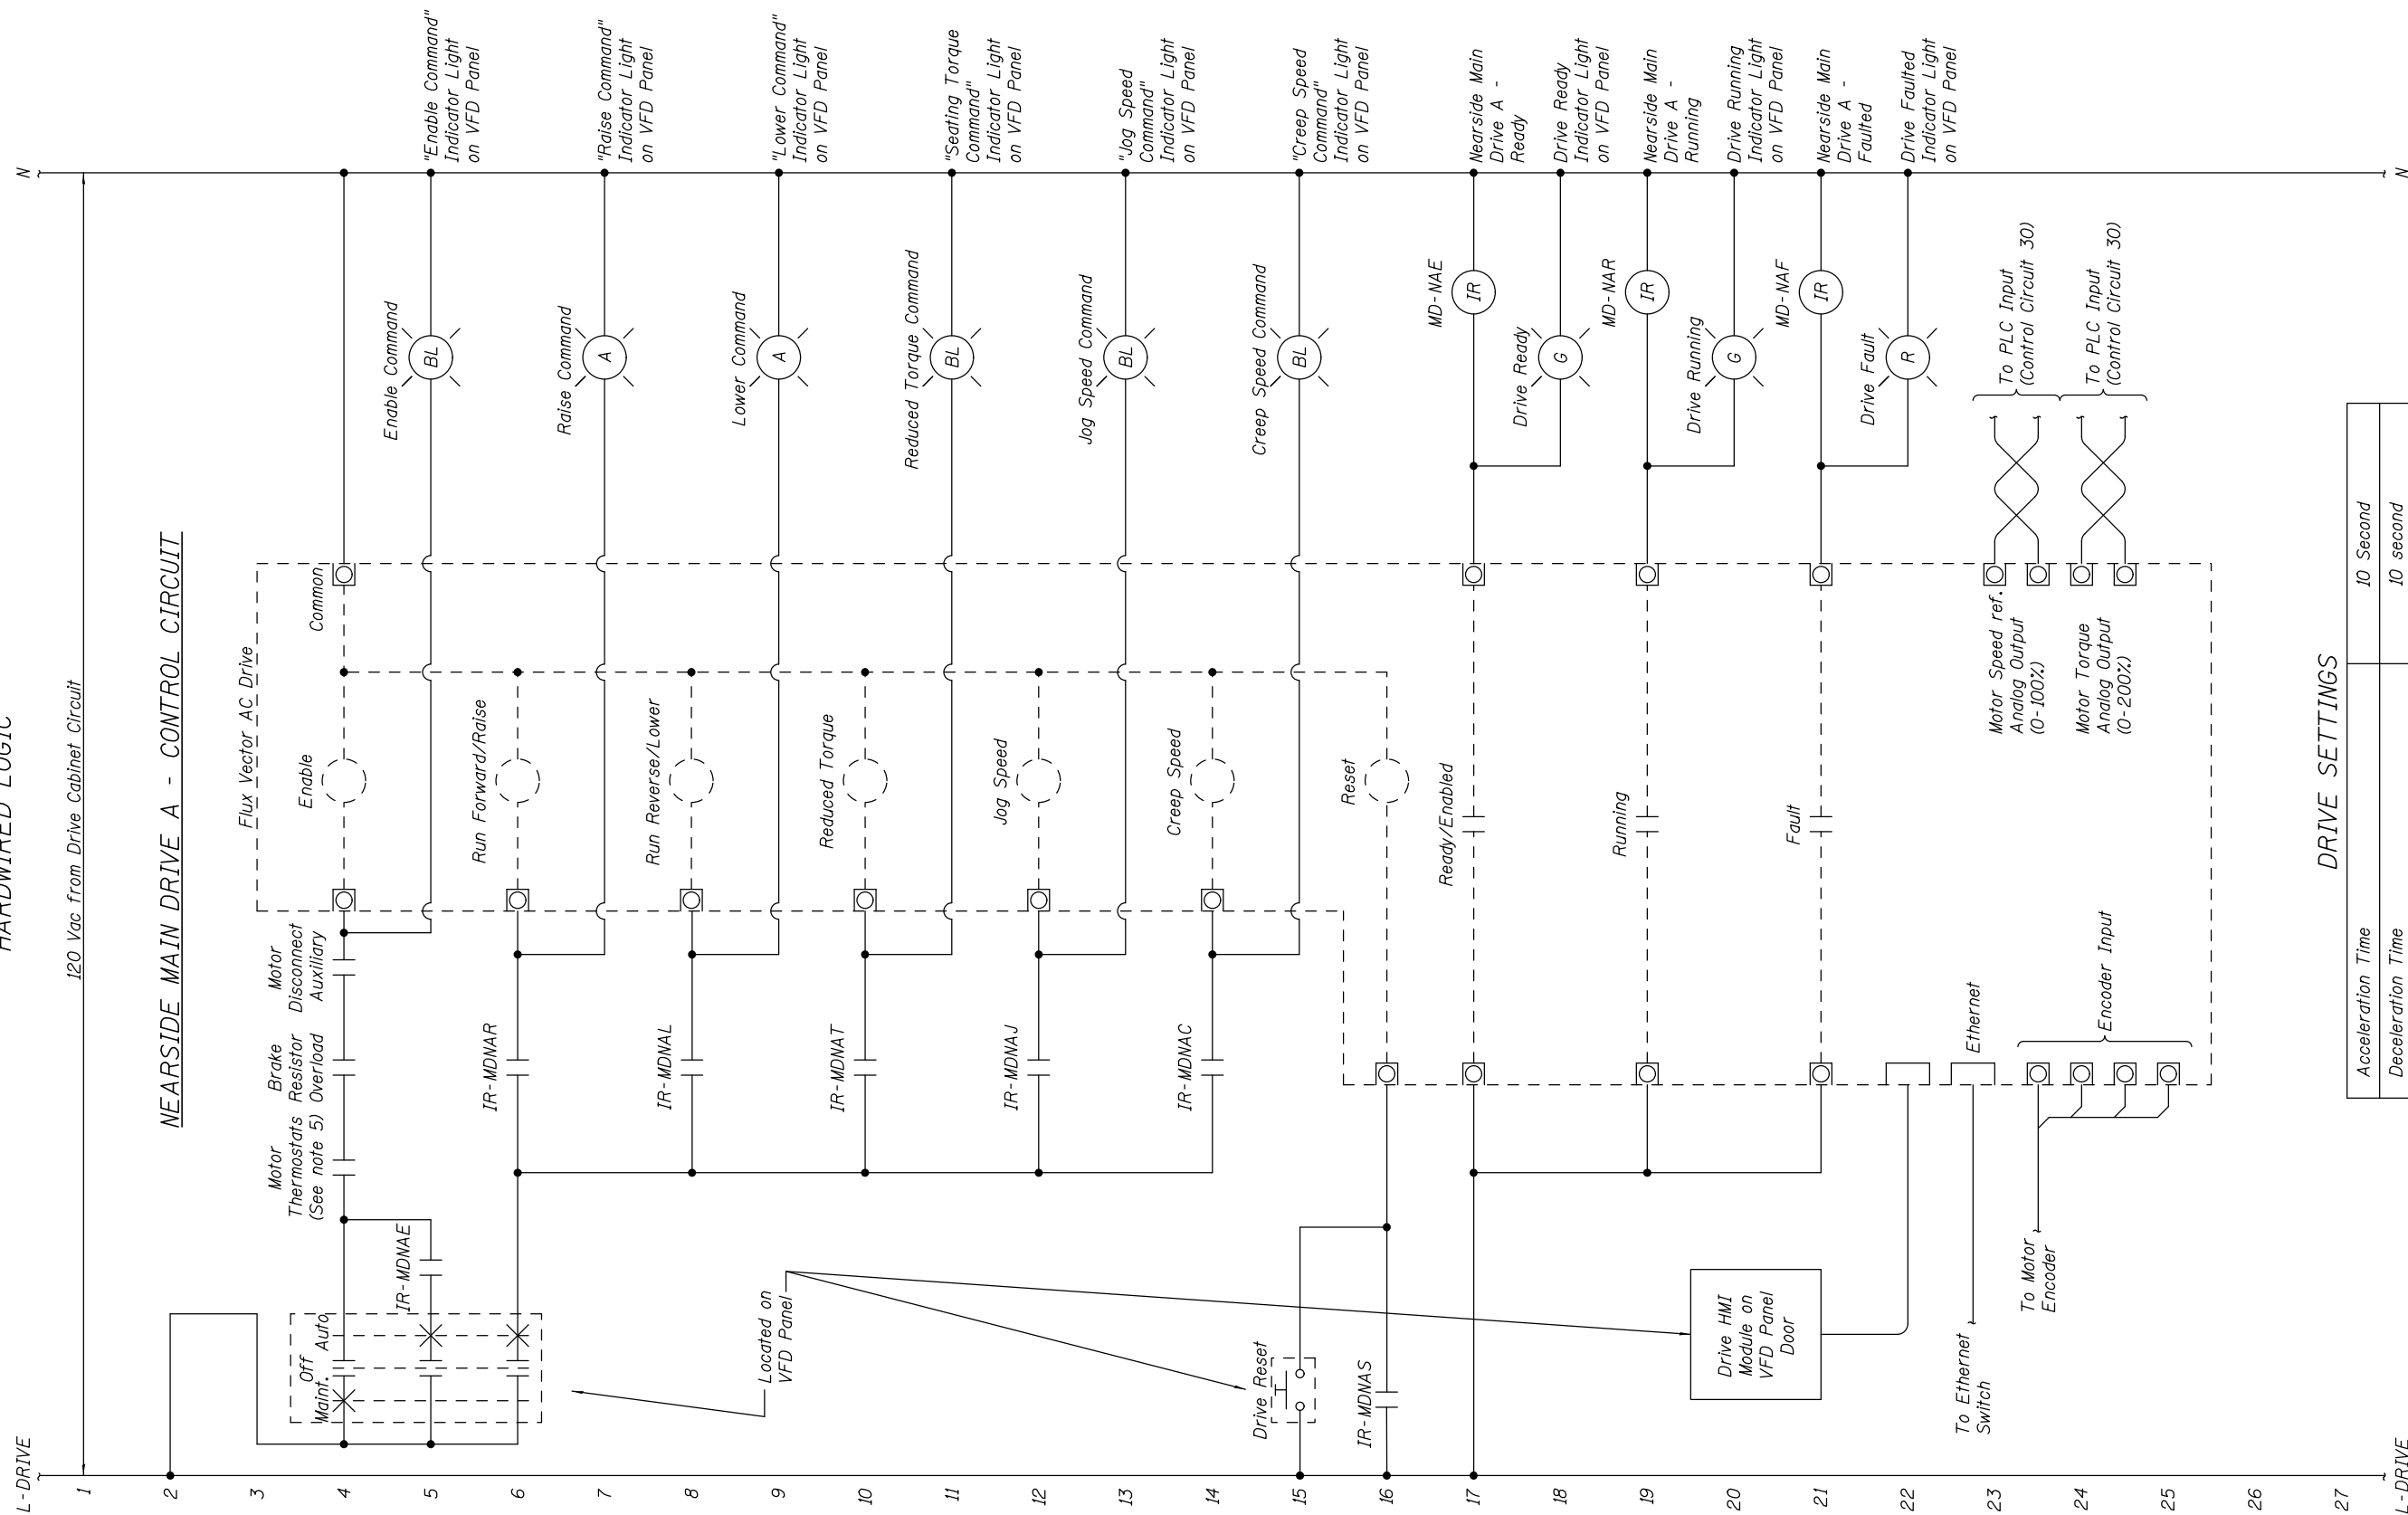 HARDWIRED LOGIC
L-DRIVE
N
1
120 Vac from Drive Cabinet Circuit
2
NEARSIDE MAIN DRIVE A - CONTROL CIRCUIT
3
Flux Vector AC Drive
4
Maint.
Off
Auto
Motor
Thermostats
(See note 5)
Brake
Resistor
Overload
Motor
Disconnect
Auxiliary
Enable
Common
5
IR-MDNAE
Enable Command
BL
"Enable Command"
Indicator Light
on VFD Panel
6
IR-MDNAR
Run Forward/Raise
7
Raise Command
A
"Raise Command"
Indicator Light
on VFD Panel
8
IR-MDNAL
Run Reverse/Lower
9
Located on
VFD Panel
Lower Command
A
"Lower Command"
Indicator Light
on VFD Panel
10
IR-MDNAT
Reduced Torque
11
Reduced Torque Command
BL
"Seating Torque
Command"
Indicator Light
on VFD Panel
12
IR-MDNAJ
Jog Speed
13
Jog Speed Command
BL
"Jog Speed
Command"
Indicator Light
on VFD Panel
14
IR-MDNAC
Creep Speed
15
Drive Reset
Creep Speed Command
BL
"Creep Speed
Command"
Indicator Light
on VFD Panel
16
IR-MDNAS
Reset
17
Ready/Enabled
MD-NAE
IR
Nearside Main
Drive A -
Ready
18
Drive Ready
G
Drive Ready
Indicator Light
on VFD Panel
19
Running
MD-NAR
IR
Nearside Main
Drive A -
Running
20
Drive HMI
Module on
VFD Panel
Door
Drive Running
G
Drive Running
Indicator Light
on VFD Panel
21
Fault
MD-NAF
IR
Nearside Main
Drive A -
Faulted
22
Drive Fault
R
Drive Faulted
Indicator Light
on VFD Panel
23
To Ethernet
Switch
Ethernet
Motor Speed ref.
Analog Output
(0-100%)
To PLC Input
(Control Circuit 30)
24
To Motor
Encoder
Encoder Input
Motor Torque
Analog Output
(0-200%)
To PLC Input
(Control Circuit 30)
25
26
27
DRIVE SETTINGS
Acceleration Time
10 Second
Deceleration Time
10 second
L-DRIVE
N